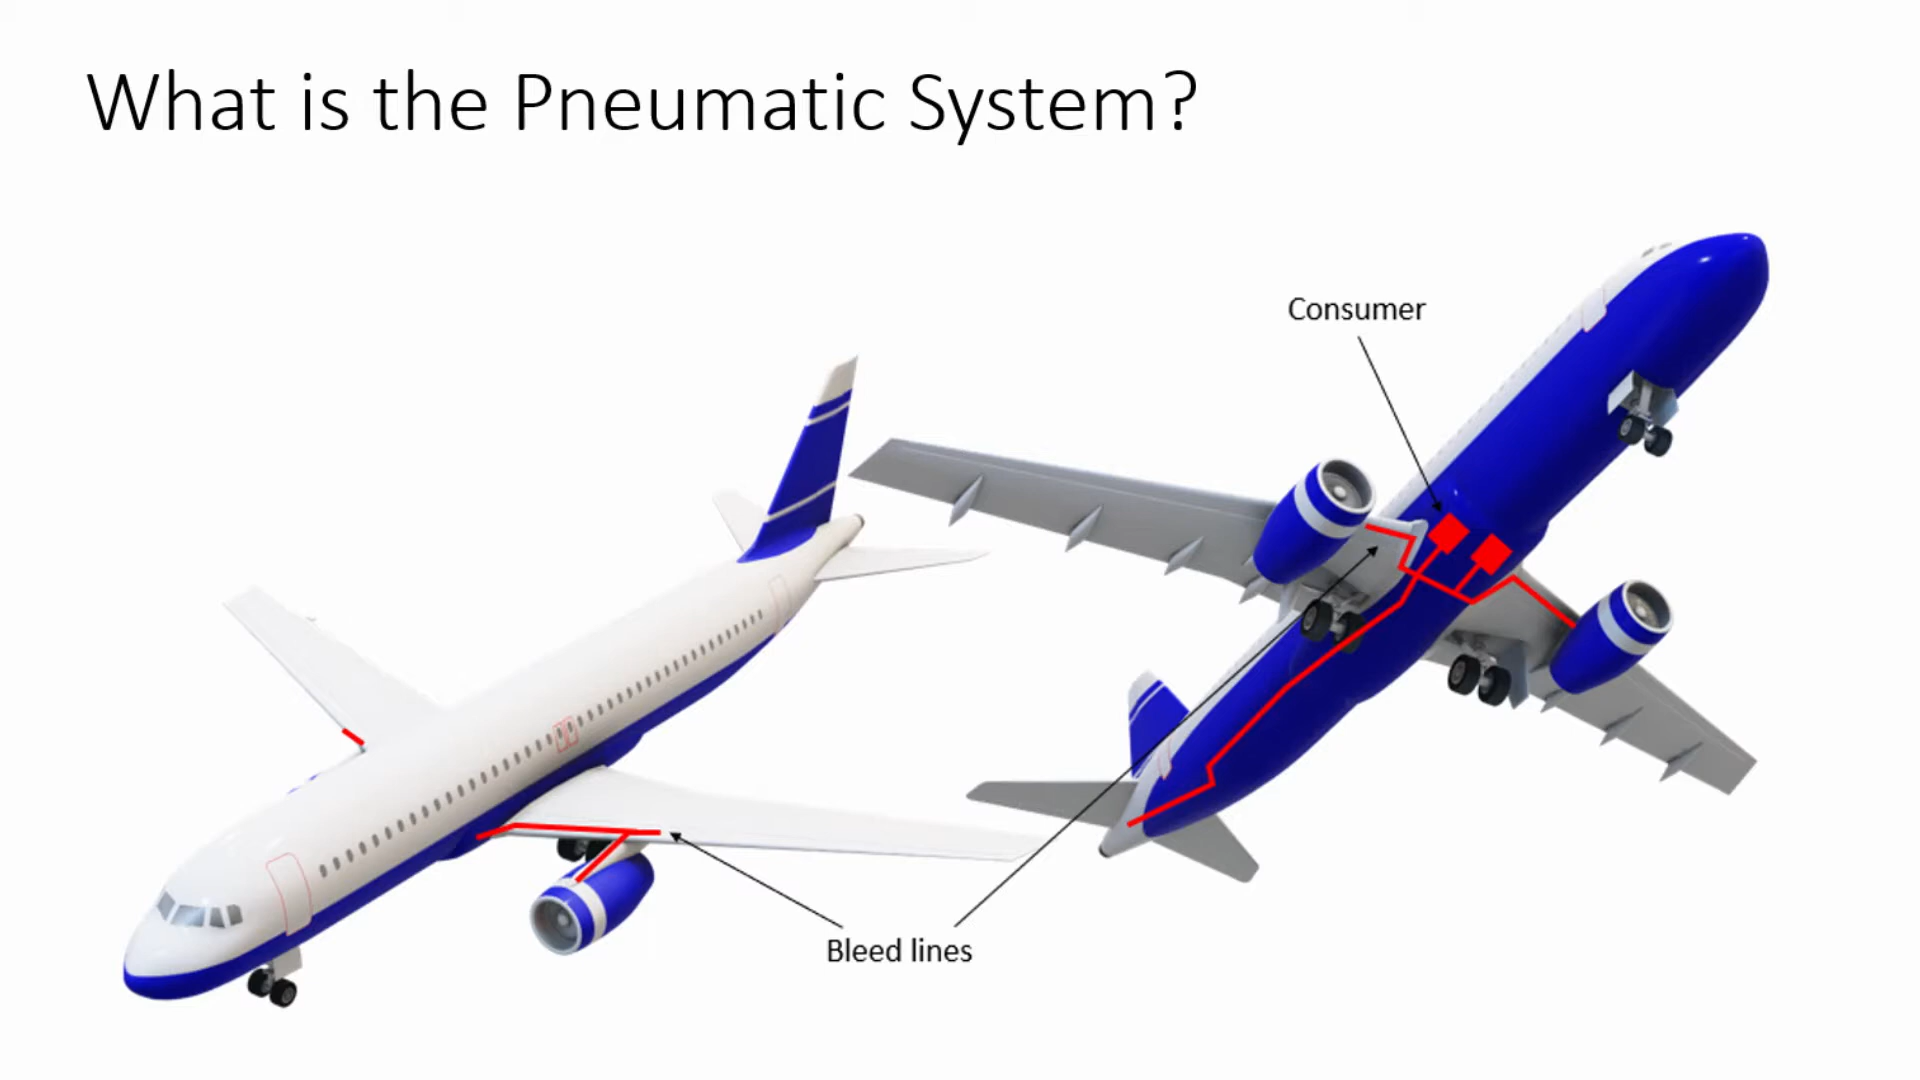 What is the Pneumatic System?
Consumer
Bleed lines